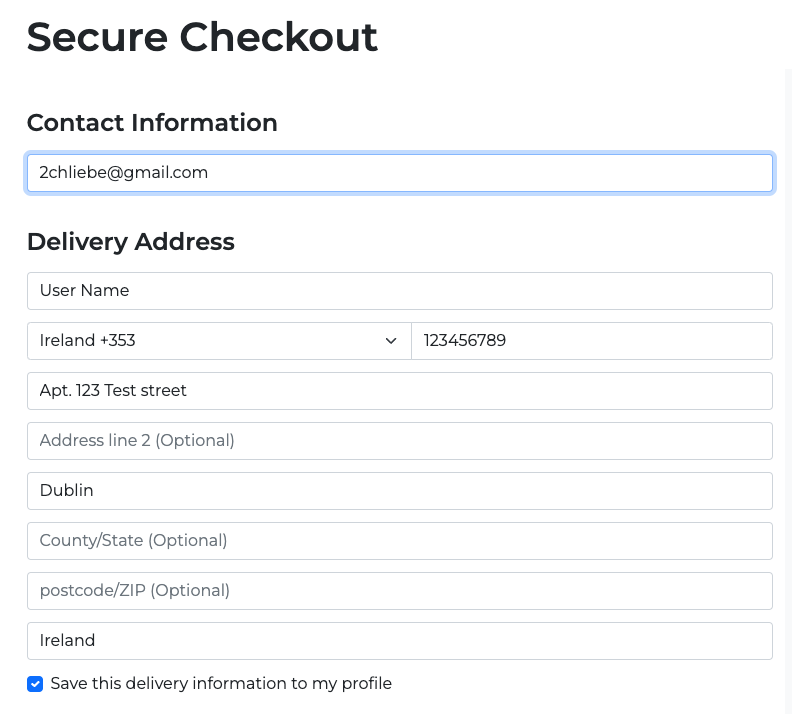 Secure Checkout
Contact Information
2chliebe@gmail.com
Delivery Address
User Name
Ireland +353 123456789
Apt. 123 Test street
Address line 2 (Optional)
Dublin
County/State (Optional)
postcode/ZIP (Optional)
Ireland
Save this delivery information to my profile